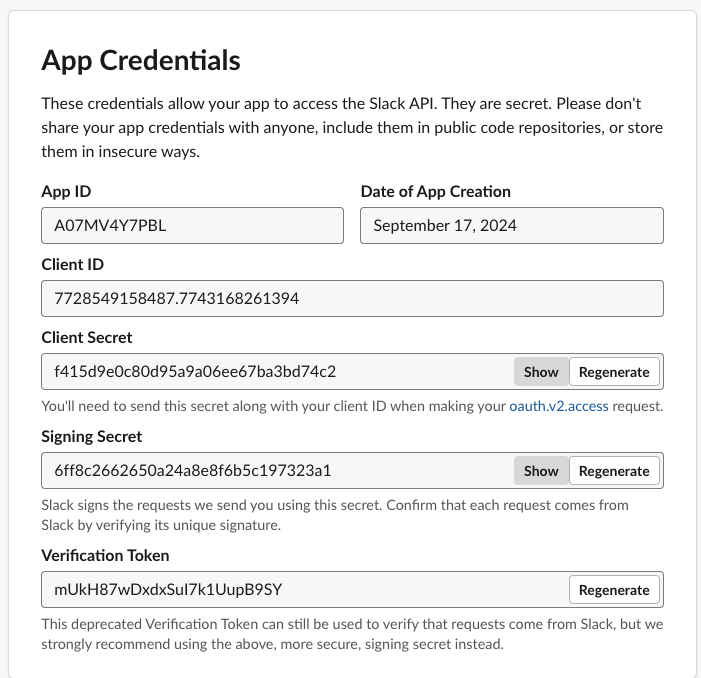 App Credentials
These credentials allow your app to access the Slack API. They are secret. Please don't
share your app credentials with anyone, include them in public code repositories, or store
them in insecure ways.
App ID
Date of App Creation
A07MV4Y7PBL
September 17, 2024
Client ID
7728549158487.7743168261394
Client Secret
f415d9e0c80d95a9a06ee67ba3bd74c2
Show
Regenerate
You'll need to send this secret along with your client ID when making your oauth.v2.access request.
Signing Secret
6ff8c2662650a24a8e8f6b5c197323a1
Show
Regenerate
Slack signs the requests we send you using this secret. Confirm that each request comes from
Slack by verifying its unique signature.
Verification Token
mUkH87wDxdxSuI7k1UupB9SY
Regenerate
This deprecated Verification Token can still be used to verify that requests come from Slack, but we
strongly recommend using the above, more secure, signing secret instead.